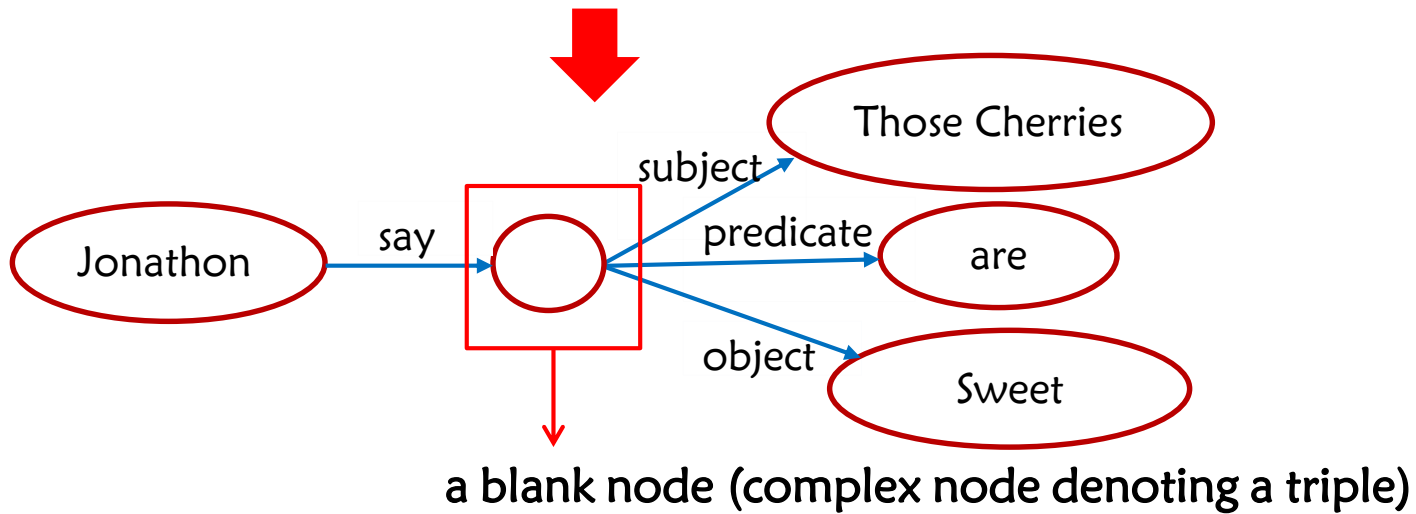 Those Cherries
subject
say
predicate
Jonathon
are
object
Sweet
a blank node (complex node denoting a triple)